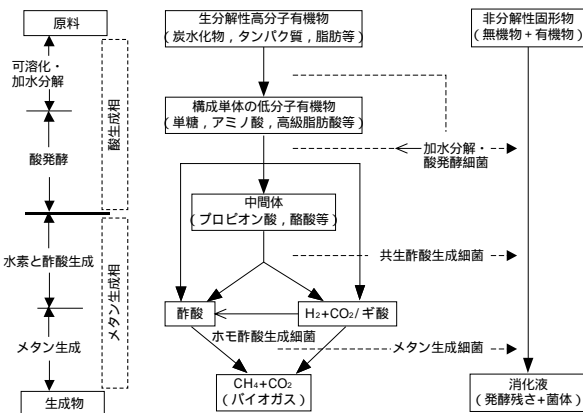 原料
可溶化・
加水分解
酸発酵
水素と酢酸生成
メタン生成
生成物
酸生成相
メタン生成相
生分解性高分子有機物
(炭水化物，タンパク質，脂肪等)
構成単体の低分子有機物
(単糖，アミノ酸，高級脂肪酸等)
中間体
(プロピオン酸，酪酸等)
酢酸
H₂+CO₂/ギ酸
ホモ酢酸生成細菌
CH₄+CO₂
(バイオガス)
加水分解・
酸発酵細菌
共生酢酸生成細菌
メタン生成細菌
非分解性固形物
(無機物+有機物)
消化液
(発酵残さ+菌体)